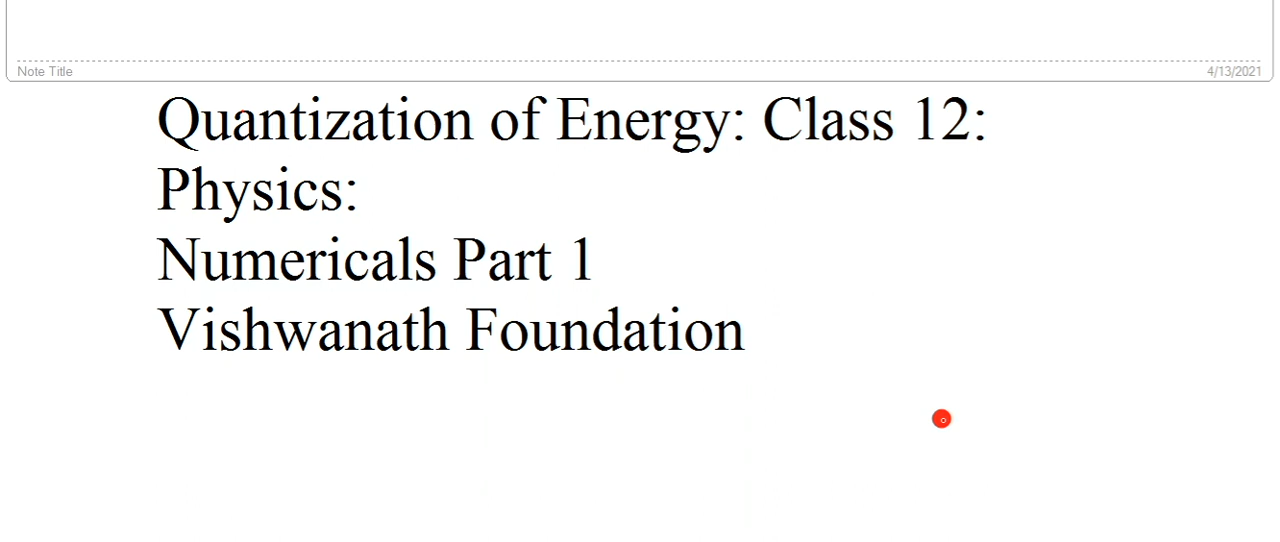 Note Title
4/13/2021
Quantization of Energy: Class 12:
Physics:
Numericals Part 1
Vishwanath Foundation